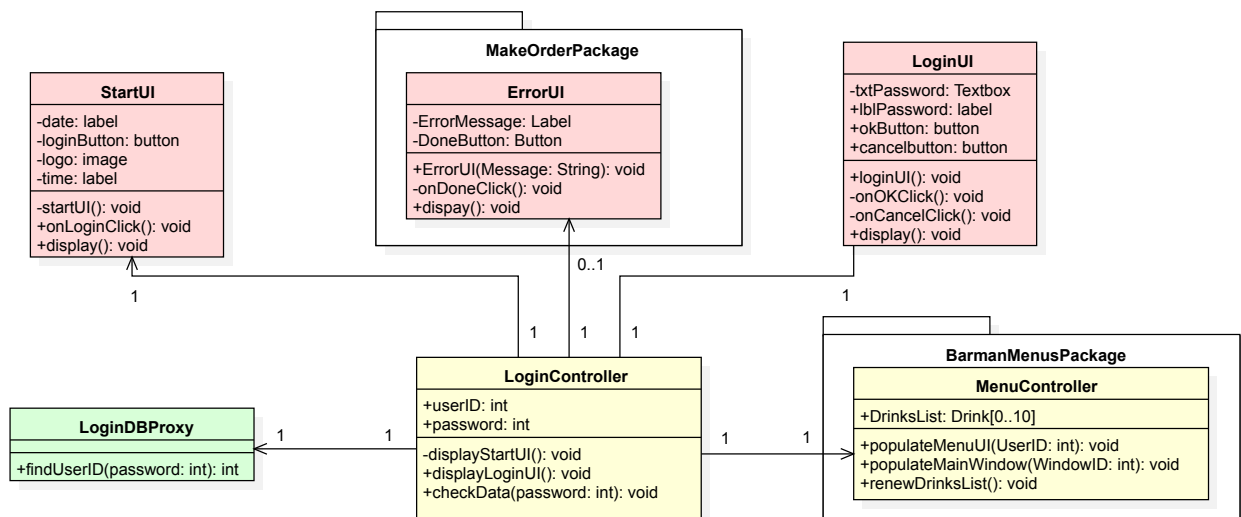 MakeOrderPackage
StartUI
-date: label
-loginButton: button
-logo: image
-time: label
-startUI(): void
+onLoginClick(): void
+display(): void
ErrorUI
-ErrorMessage: Label
-DoneButton: Button
+ErrorUI(Message: String): void
-onDoneClick(): void
+dispay(): void
LoginUI
-txtPassword: Textbox
+lblPassword: label
+okButton: button
+cancelbutton: button
+loginUI(): void
-onOKClick(): void
-onCancelClick(): void
+display(): void
1
0..1
1
1
1
1
LoginController
+userID: int
+password: int
-displayStartUI(): void
+displayLoginUI(): void
+checkData(password: int): void
BarmanMenusPackage
MenuController
+DrinksList: Drink[0..10]
+populateMenuUI(UserID: int): void
+populateMainWindow(WindowID: int): void
+renewDrinksList(): void
LoginDBProxy
+findUserID(password: int): int
1
1
1
1